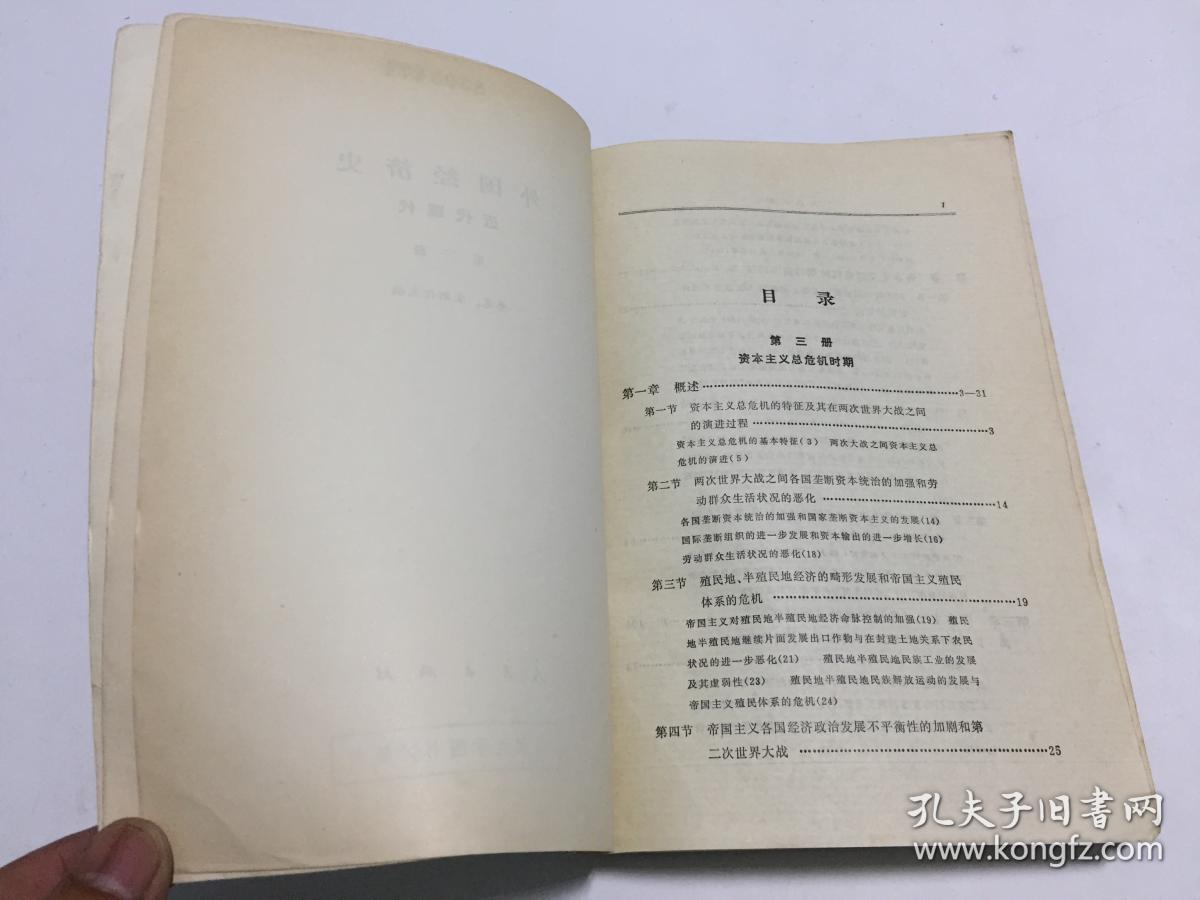 外国经济史
近代现代
人民出版社
1
目录
第三册
资本主义总危机时期
第一章 概述……3—31
第一节 资本主义总危机的特征及其在两次世界大战之间
的演进过程……3
资本主义总危机的基本特征(3) 两次大战之间资本主义总
危机的演进(5)
第二节 两次世界大战之间各国垄断资本统治的加强和劳
动群众生活状况的恶化……14
各国垄断资本统治的加强和国家垄断资本主义的发展(14)
国际垄断组织的进一步发展和资本输出的进一步增长(16)
劳动群众生活状况的恶化(18)
第三节 殖民地、半殖民地经济的畸形发展和帝国主义殖民
体系的危机……19
帝国主义对殖民地半殖民地经济命脉控制的加强(19) 殖民
地半殖民地继续片面发展出口作物与在封建土地关系下农民
状况的进一步恶化(21) 殖民地半殖民地民族工业的发展
及其虚弱性(23) 殖民地半殖民地民族解放运动的发展与
帝国主义殖民体系的危机(24)
第四节 帝国主义各国经济政治发展不平衡性的加剧和第
二次世界大战……25
孔夫子旧书网
www.kongfz.com